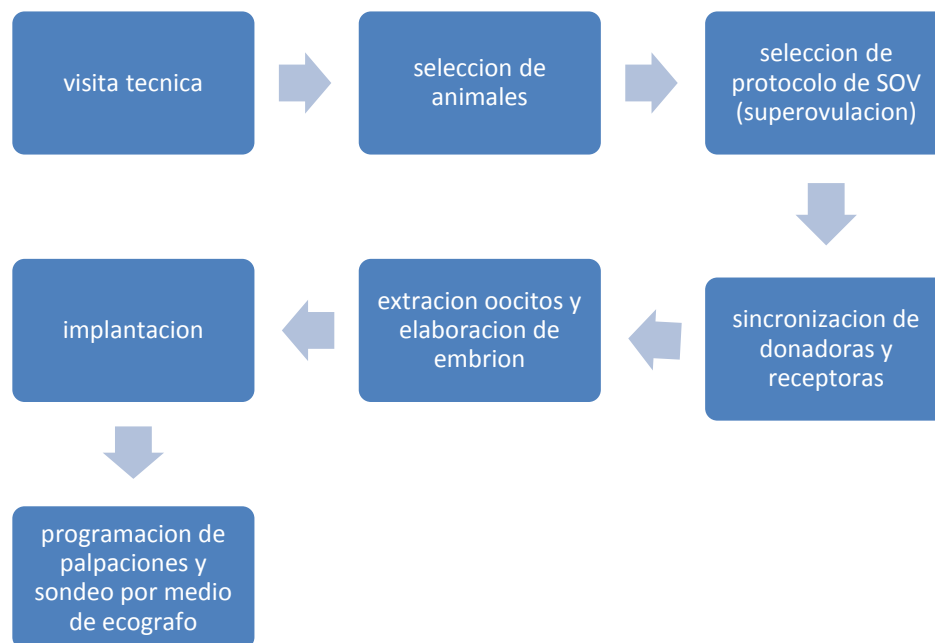 visita tecnica
seleccion de
animales
seleccion de
protocolo de SOV
(superovulacion)
sincronizacion de
donadoras y
receptoras
extracion oocitos y
elaboracion de
embrion
implantacion
programacion de
palpaciones y
sondeo por medio
de ecografo